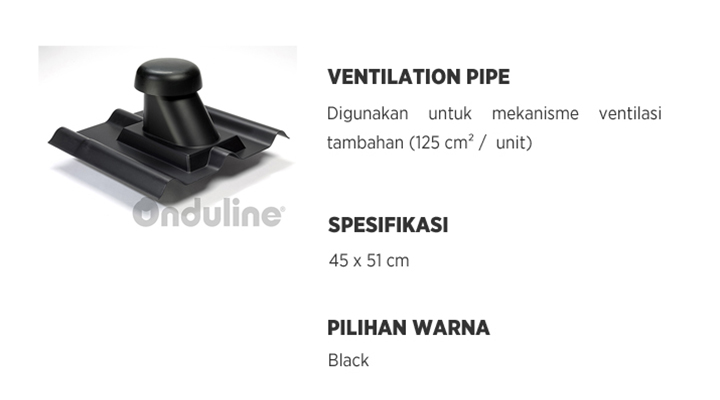 VENTILATION PIPE
Digunakan untuk mekanisme ventilasi
tambahan (125 cm² / unit)
Onduline®
SPESIFIKASI
45 x 51 cm
PILIHAN WARNA
Black